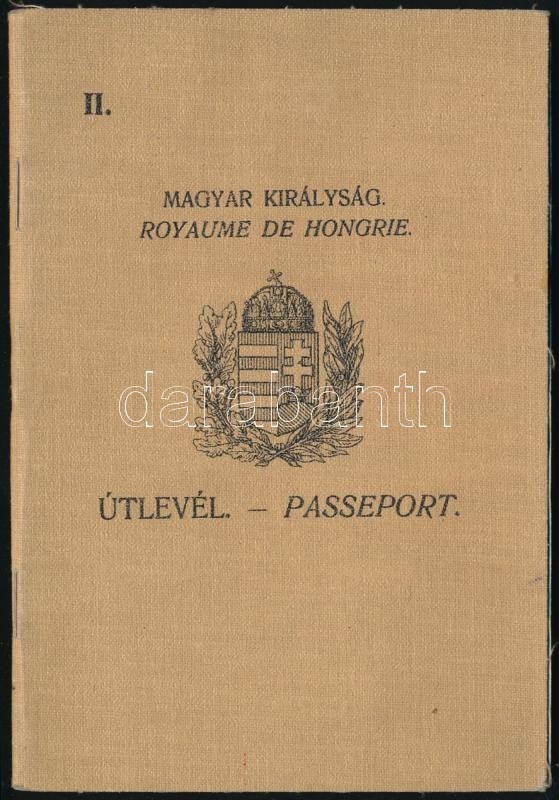 II.
MAGYAR KIRÁLYSÁG.
ROYAUME DE HONGRIE.
darabanth
ÚTLEVÉL. — PASSEPORT.